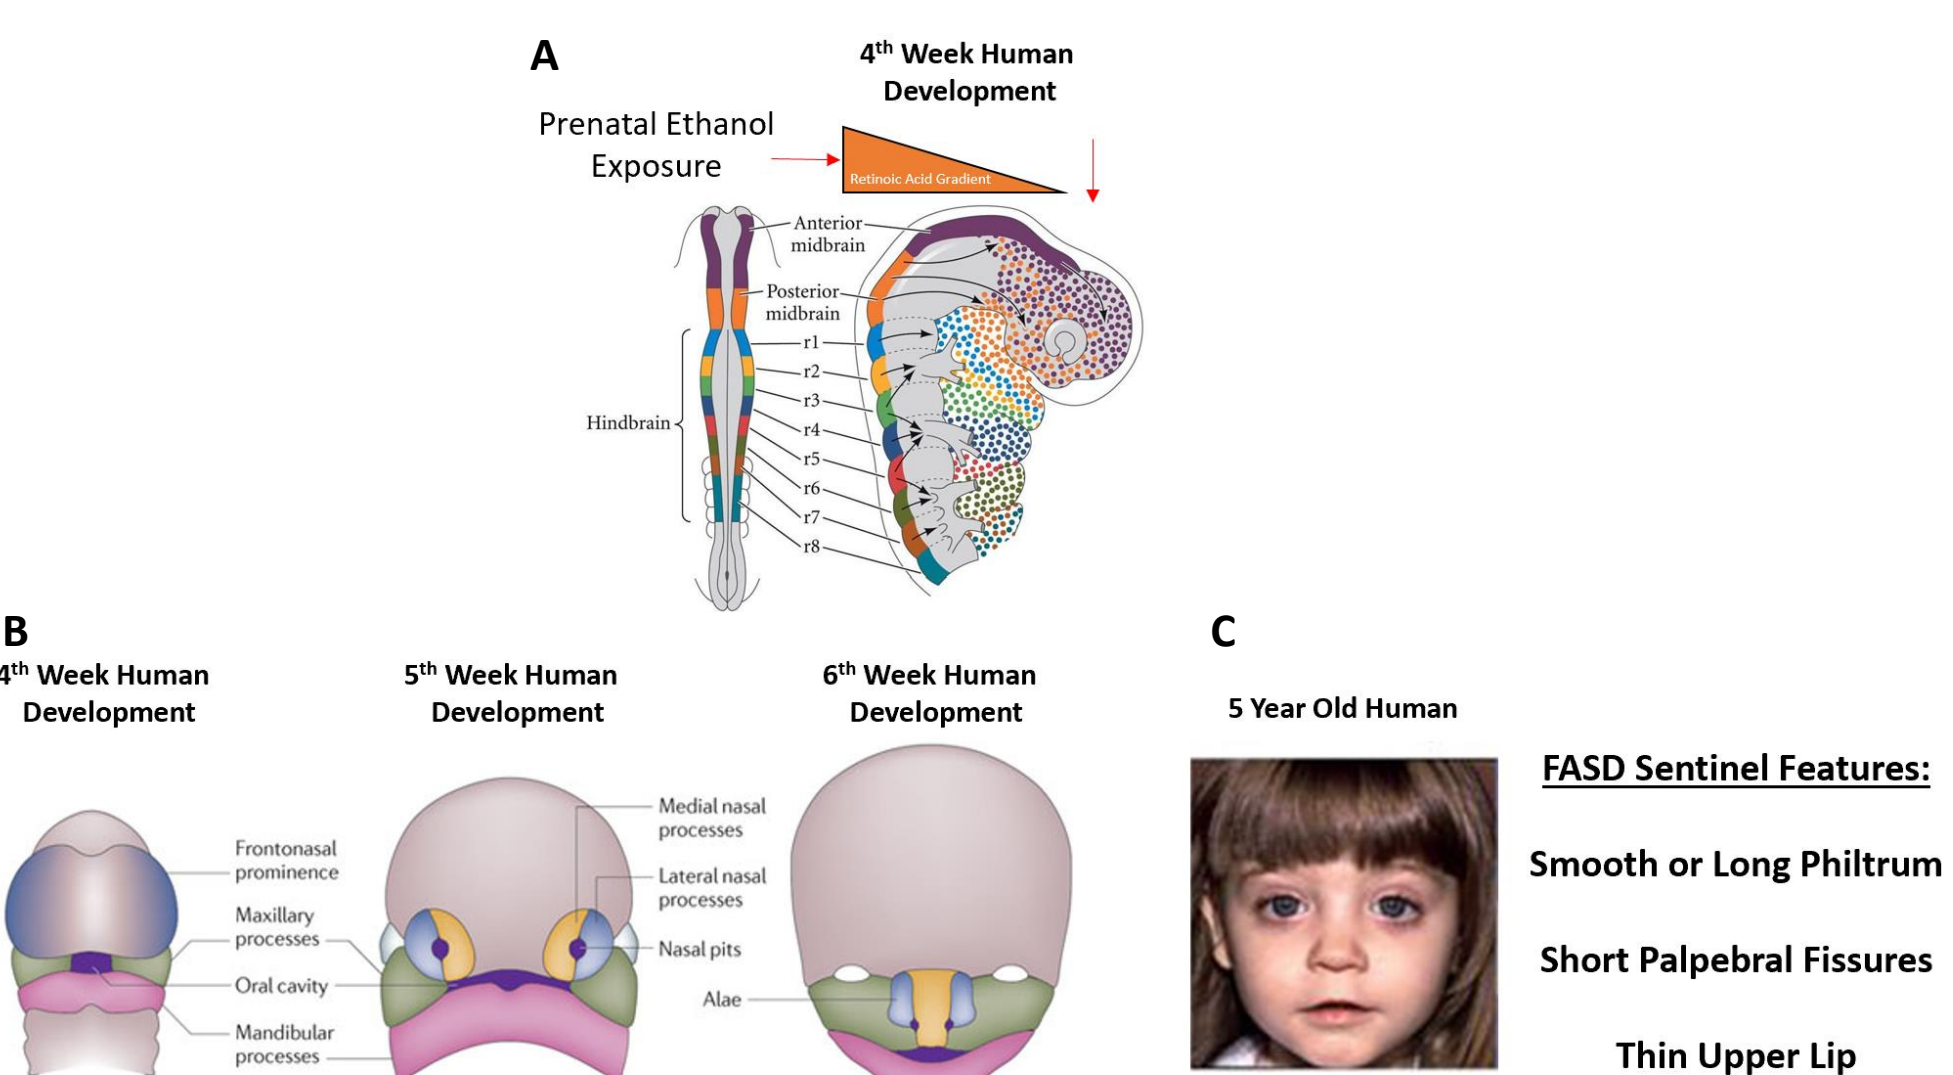 A
4th Week Human
Development
Prenatal Ethanol
Exposure
Retinoic Acid Gradient
Anterior
midbrain
Posterior
midbrain
r1
r2
r3
Hindbrain
r4
r5
r6
r7
r8
B
4th Week Human
Development
5th Week Human
Development
6th Week Human
Development
Frontonasal
prominence
Maxillary
processes
Oral cavity
Mandibular
processes
Medial nasal
processes
Lateral nasal
processes
Nasal pits
Alae
C
5 Year Old Human
FASD Sentinel Features:
Smooth or Long Philtrum
Short Palpebral Fissures
Thin Upper Lip